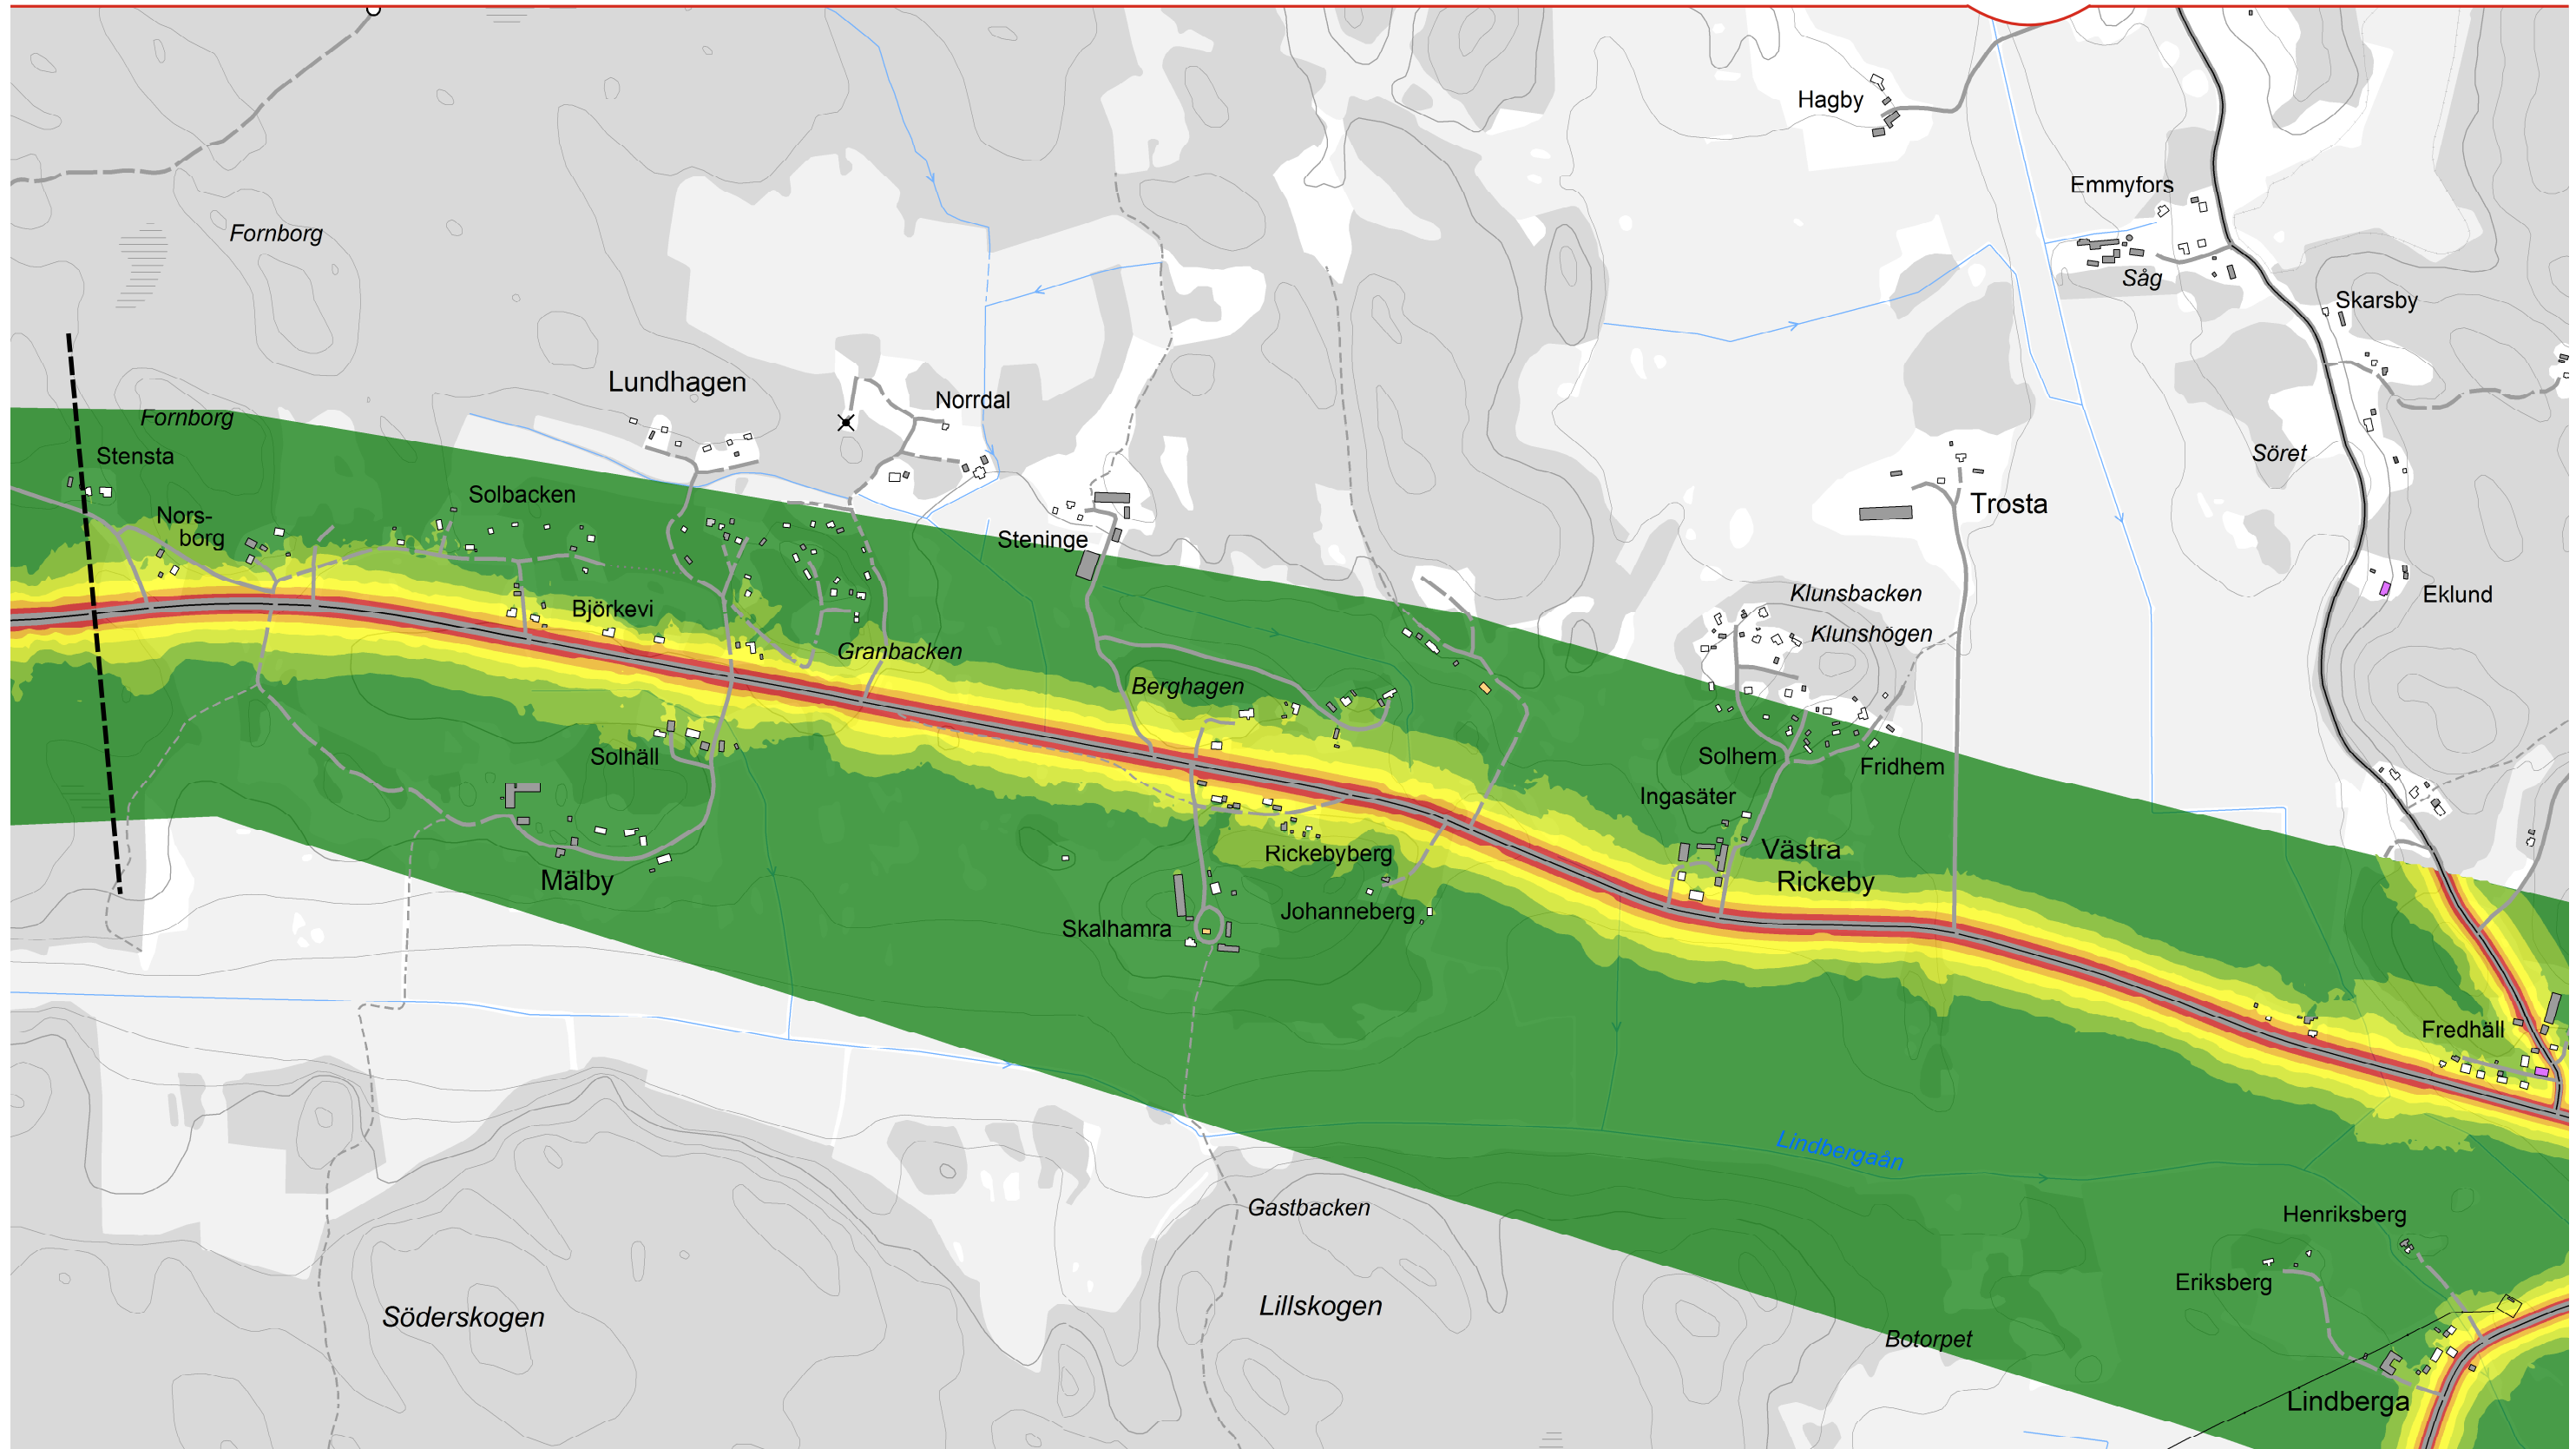 Hagby
Emmyfors
Fornborg
Såg
Skarsby
Lundhagen
Norrdal
Fornborg
Stensta
Söret
Solbacken
Trosta
Nors-
borg
Steninge
Klunsbacken
Eklund
Björkevi
Klunshögen
Granbacken
Berghagen
Solhäll
Solhem
Fridhem
Ingasäter
Västra
Rickeby
Rickebyberg
Mälby
Johanneberg
Skalhamra
Fredhäll
Lindbergaån
Gastbacken
Henriksberg
Eriksberg
Lillskogen
Söderskogen
Botorpet
Lindberga